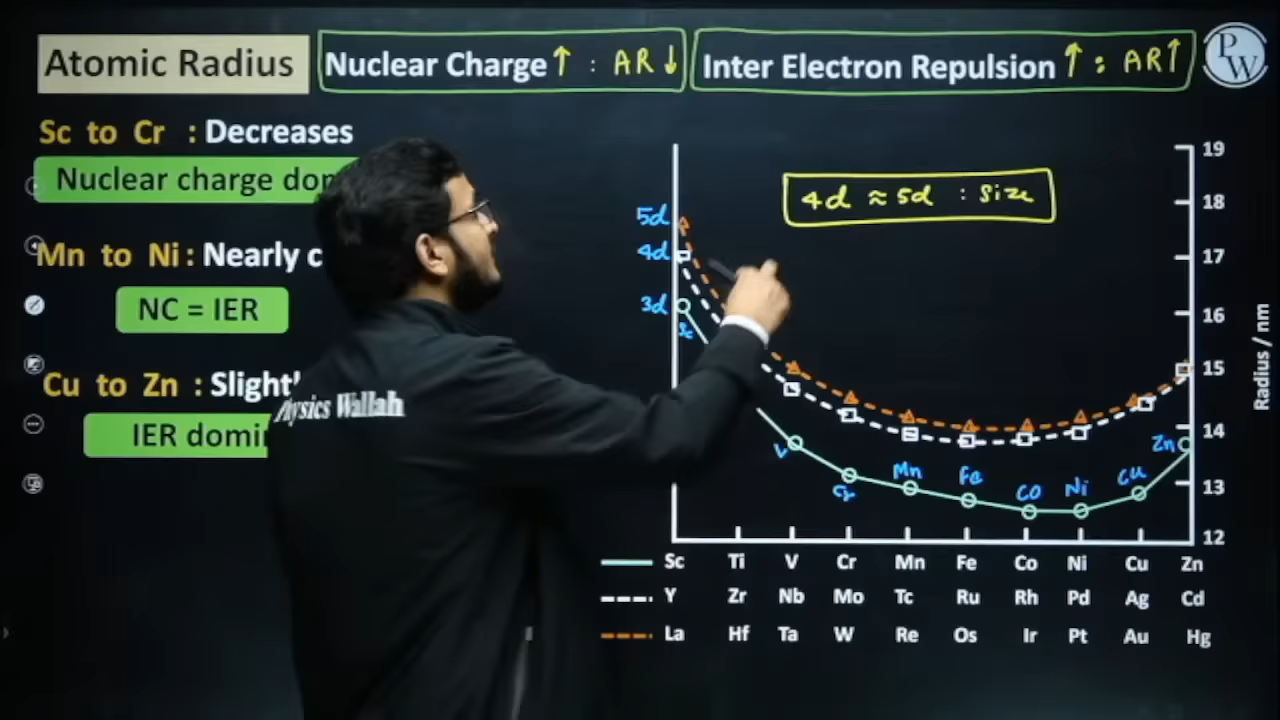 Atomic Radius
Nuclear Charge ↑ : AR ↓
Inter Electron Repulsion ↑ : AR ↑
PW
Sc to Cr : Decreases
Nuclear charge
Mn to Ni : Nearly
NC = IER
Cu to Zn :
IER
Physics Wallah
4d ≈ 5d : Size
5d
4d
3d
Sc
V
Cr
Mn
Fe
CO
Ni
Cu
Zn
19
18
17
16
15
14
13
12
Radius / nm
Sc Ti V Cr Mn Fe Co Ni Cu Zn
Y Zr Nb Mo Tc Ru Rh Pd Ag Cd
La Hf Ta W Re Os Ir Pt Au Hg